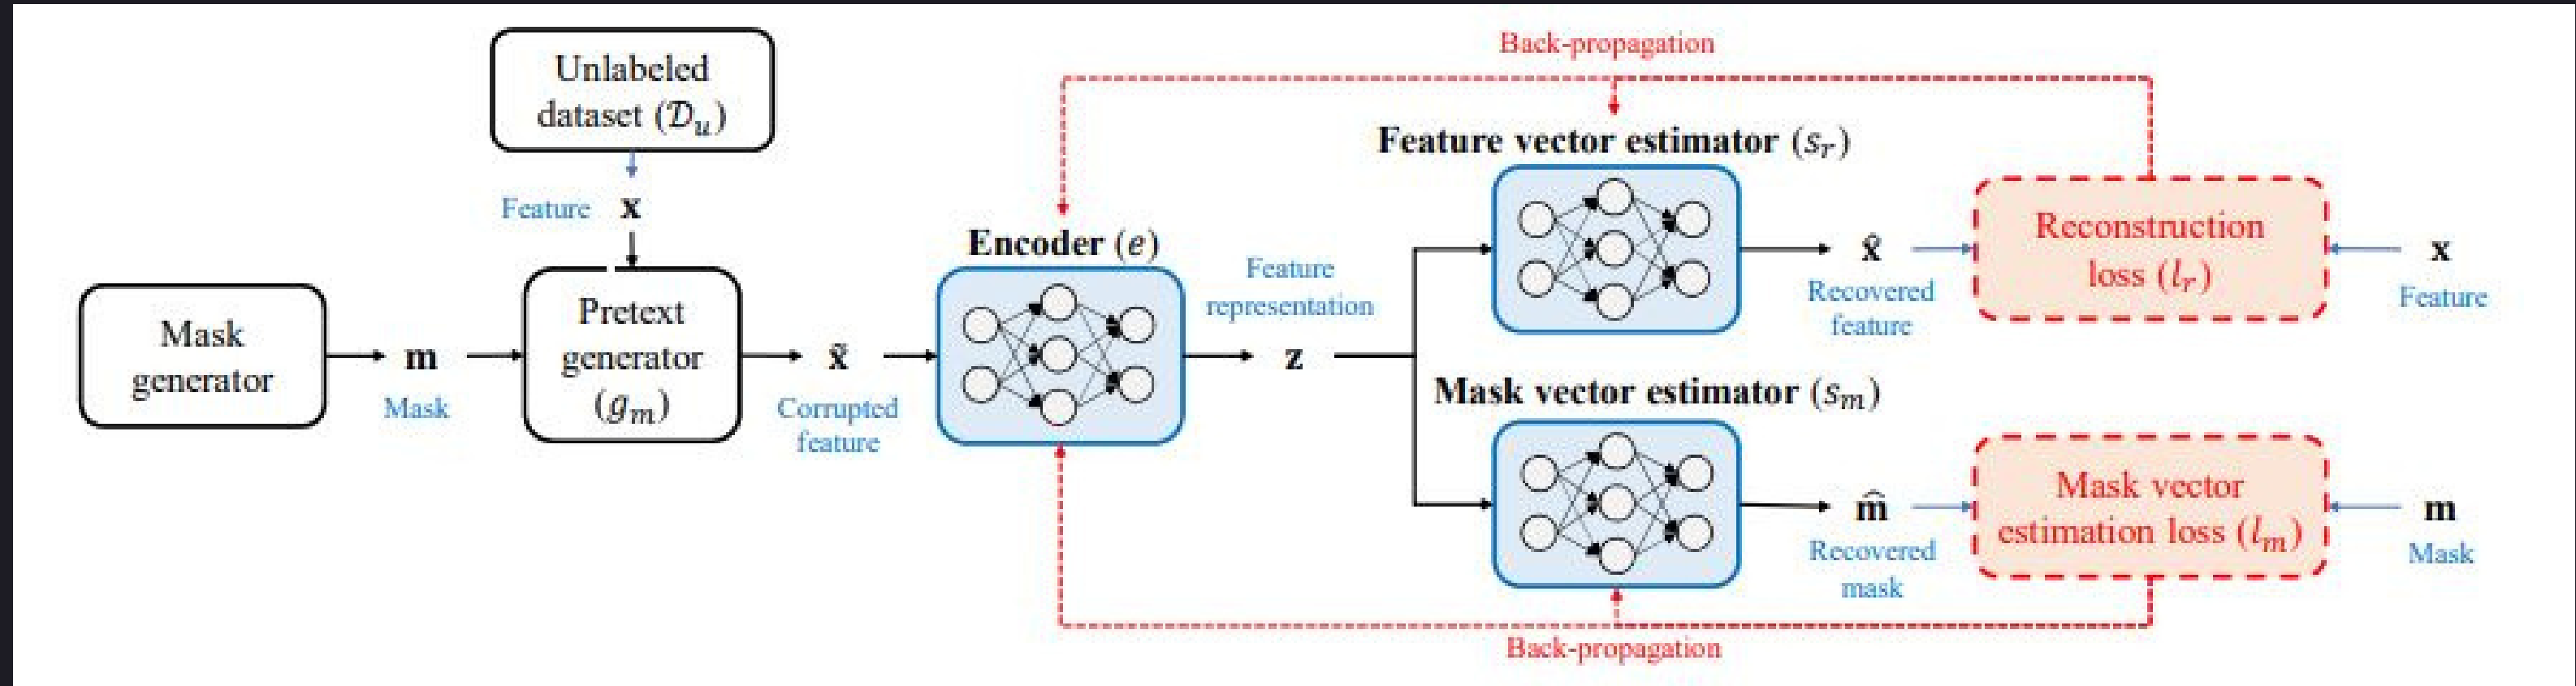 Back-propagation
Unlabeled
dataset (𝒟ᵤ)
Feature x
Feature vector estimator (sᵣ)
Encoder (e)
Feature
representation
Mask
generator
m
Mask
Pretext
generator
(gₘ)
x̃
Corrupted
feature
z
x̂
Recovered
feature
Reconstruction
loss (lᵣ)
x
Feature
Mask vector estimator (sₘ)
m̂
Recovered
mask
Mask vector
estimation loss (lₘ)
m
Mask
Back-propagation